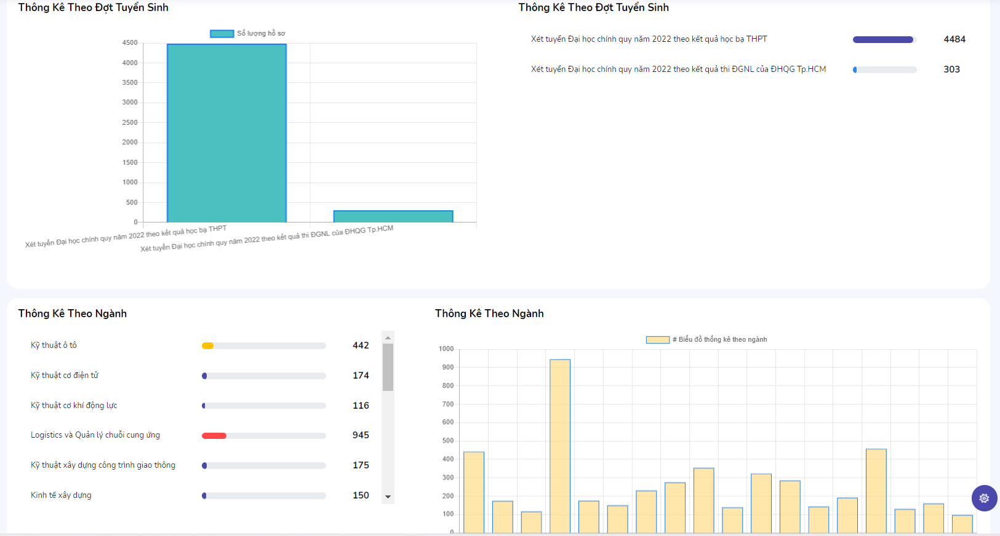 Thông Kê Theo Đợt Tuyển Sinh
Số lượng hồ sơ
4500
4000
3500
3000
2500
2000
1500
1000
500
0
Xét tuyển Đại học chính quy năm 2022 theo kết quả học bạ THPT
Xét tuyển Đại học chính quy năm 2022 theo kết quả thi ĐGNL của ĐHQG Tp.HCM
Thông Kê Theo Đợt Tuyển Sinh
Xét tuyển Đại học chính quy năm 2022 theo kết quả học bạ THPT 4484
Xét tuyển Đại học chính quy năm 2022 theo kết quả thi ĐGNL của ĐHQG Tp.HCM 303
Thông Kê Theo Ngành
Kỹ thuật ô tô 442
Kỹ thuật cơ điện tử 174
Kỹ thuật cơ khí động lực 116
Logistics và Quản lý chuỗi cung ứng 945
Kỹ thuật xây dựng công trình giao thông 175
Kinh tế xây dựng 150
Thông Kê Theo Ngành
# Biểu đồ thống kê theo ngành
1000
900
800
700
600
500
400
300
200
100
0